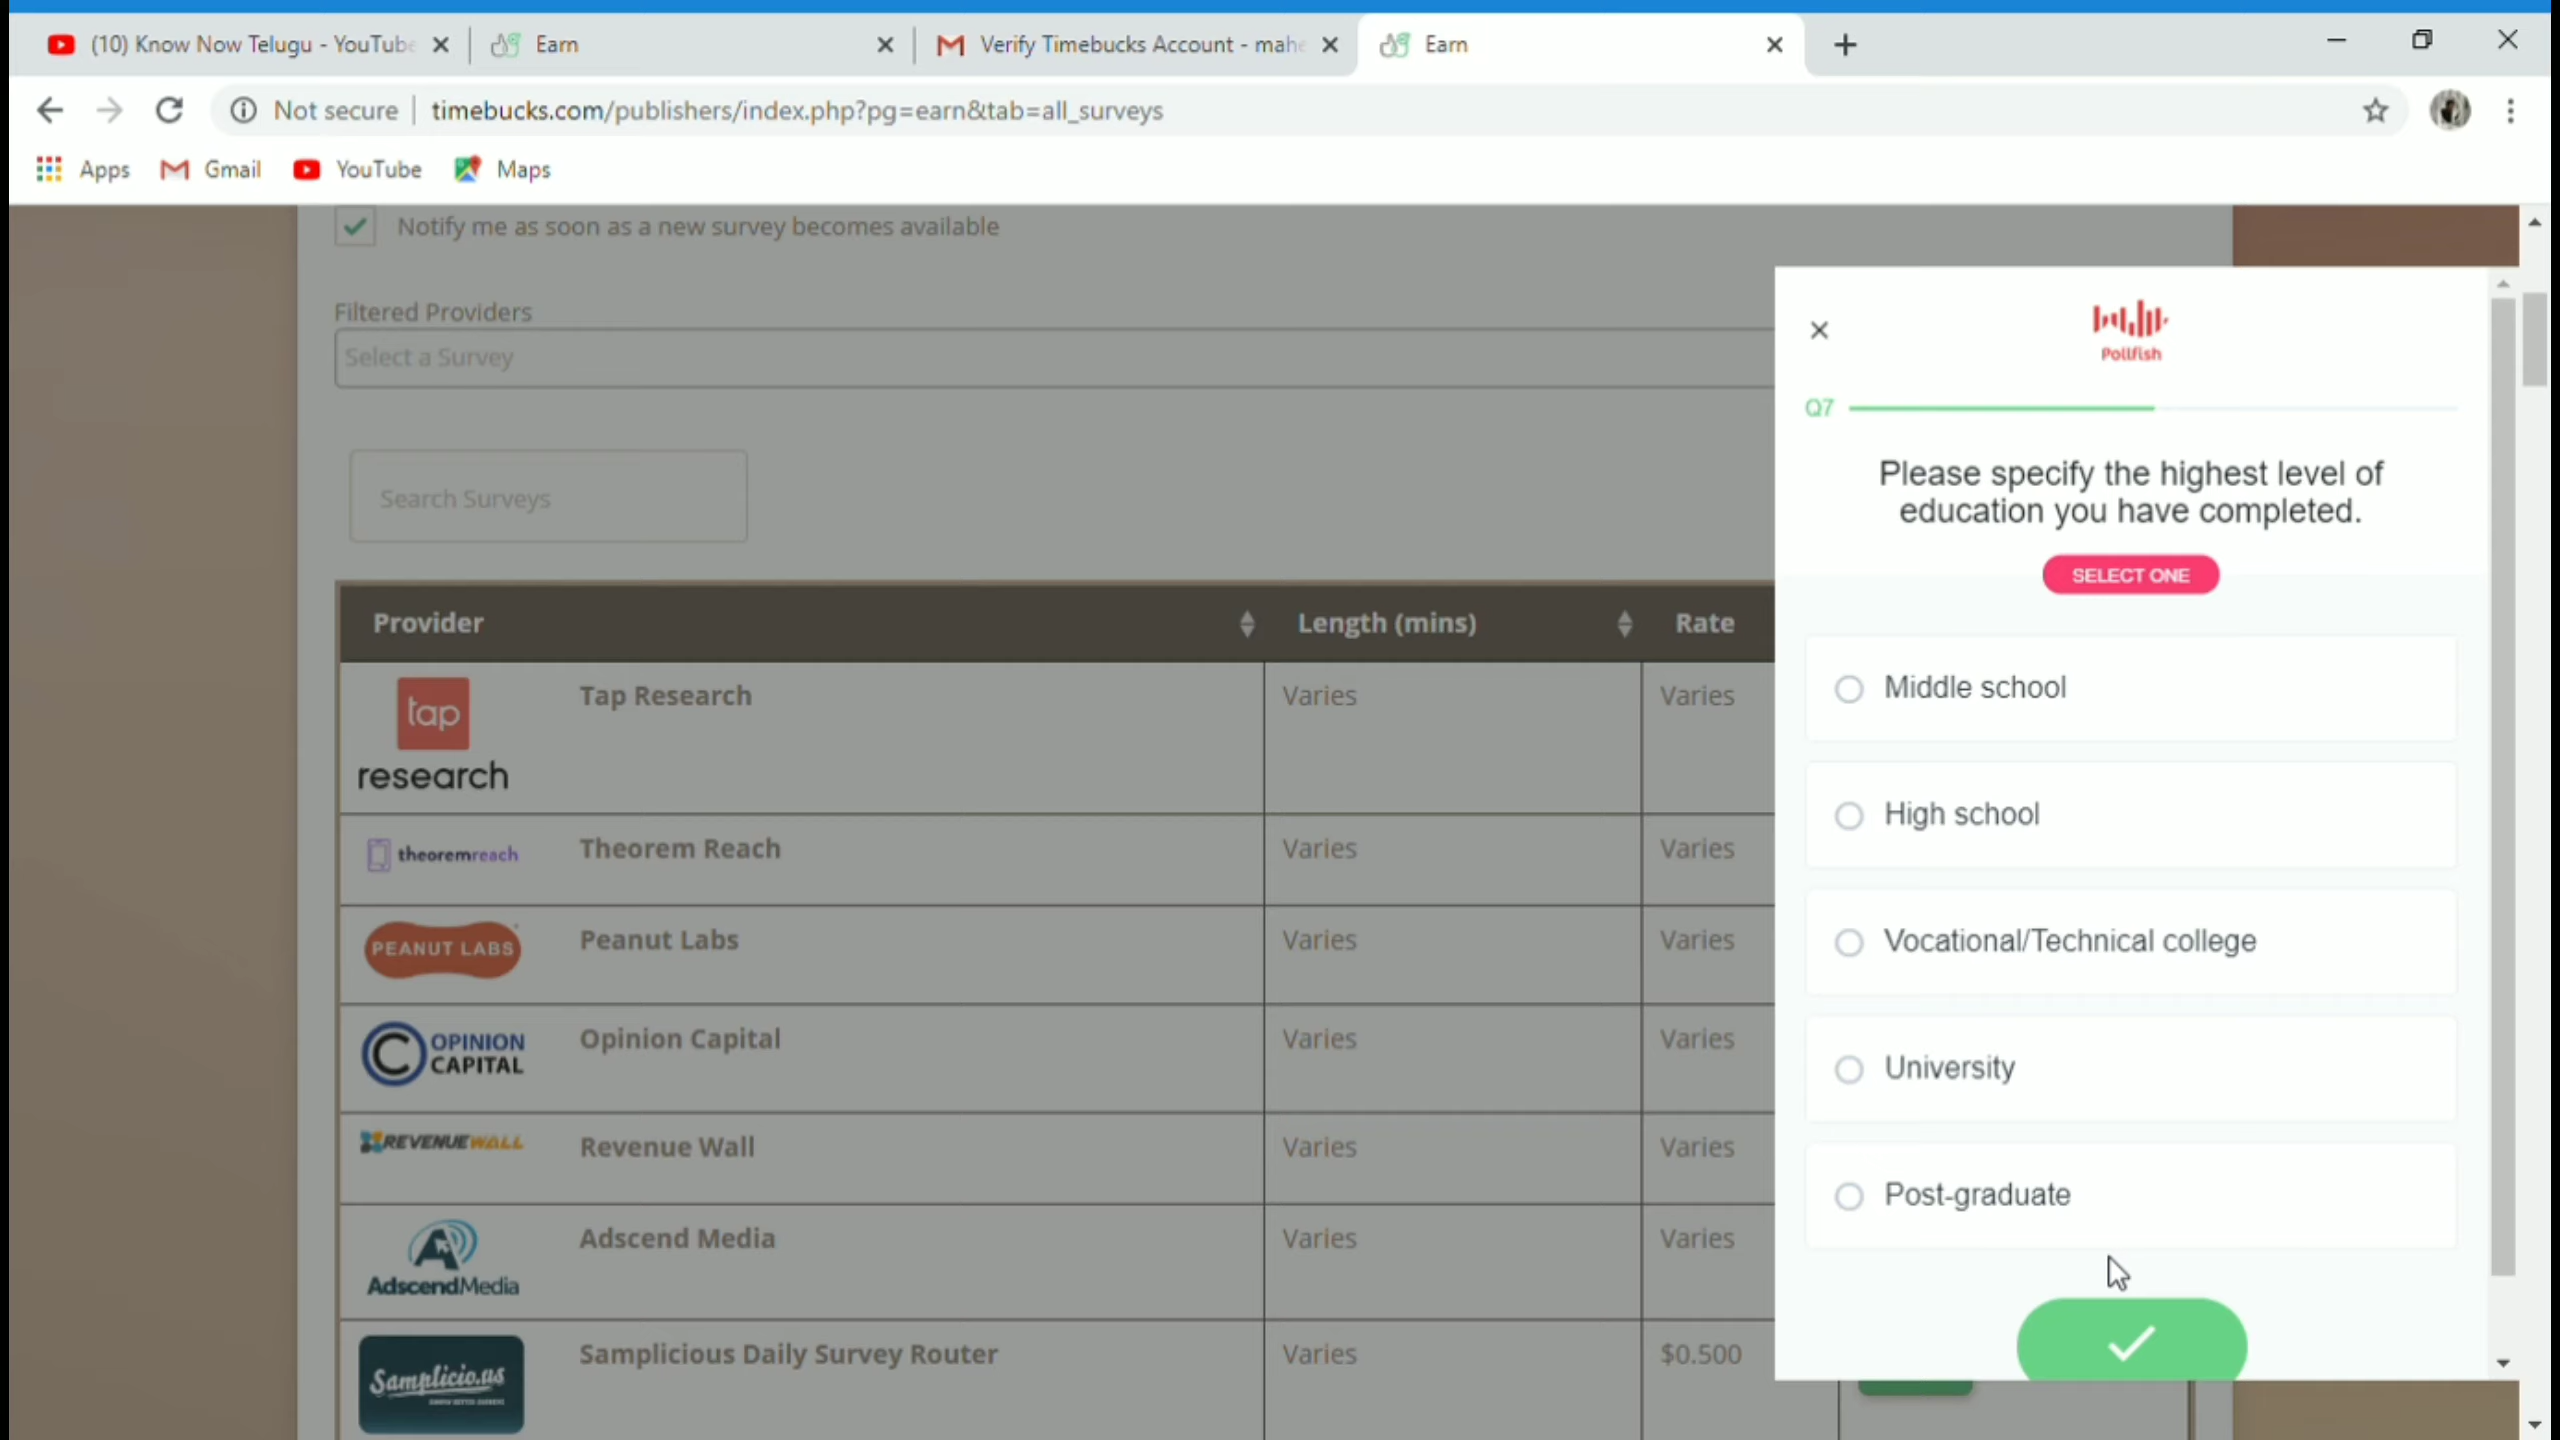 (10) Know Now Telugu - YouTube
Earn
Verify Timebucks Account - mahe
Earn
Not secure
timebucks.com/publishers/index.php?pg=earn&tab=all_surveys
Apps
Gmail
YouTube
Maps
Notify me as soon as a new survey becomes available
Filtered Providers
Select a Survey
Search Surveys
Provider
Length (mins)
Rate
tap
research
Tap Research
Varies
Varies
theoremreach
Theorem Reach
Varies
Varies
PEANUT LABS
Peanut Labs
Varies
Varies
OPINION
CAPITAL
Opinion Capital
Varies
Varies
REVENUEWALL
Revenue Wall
Varies
Varies
AdscendMedia
Adscend Media
Varies
Varies
Samplicio.us
Samplicious Daily Survey Router
Varies
$0.500
Pollfish
Q7
Please specify the highest level of
education you have completed.
SELECT ONE
Middle school
High school
Vocational/Technical college
University
Post-graduate